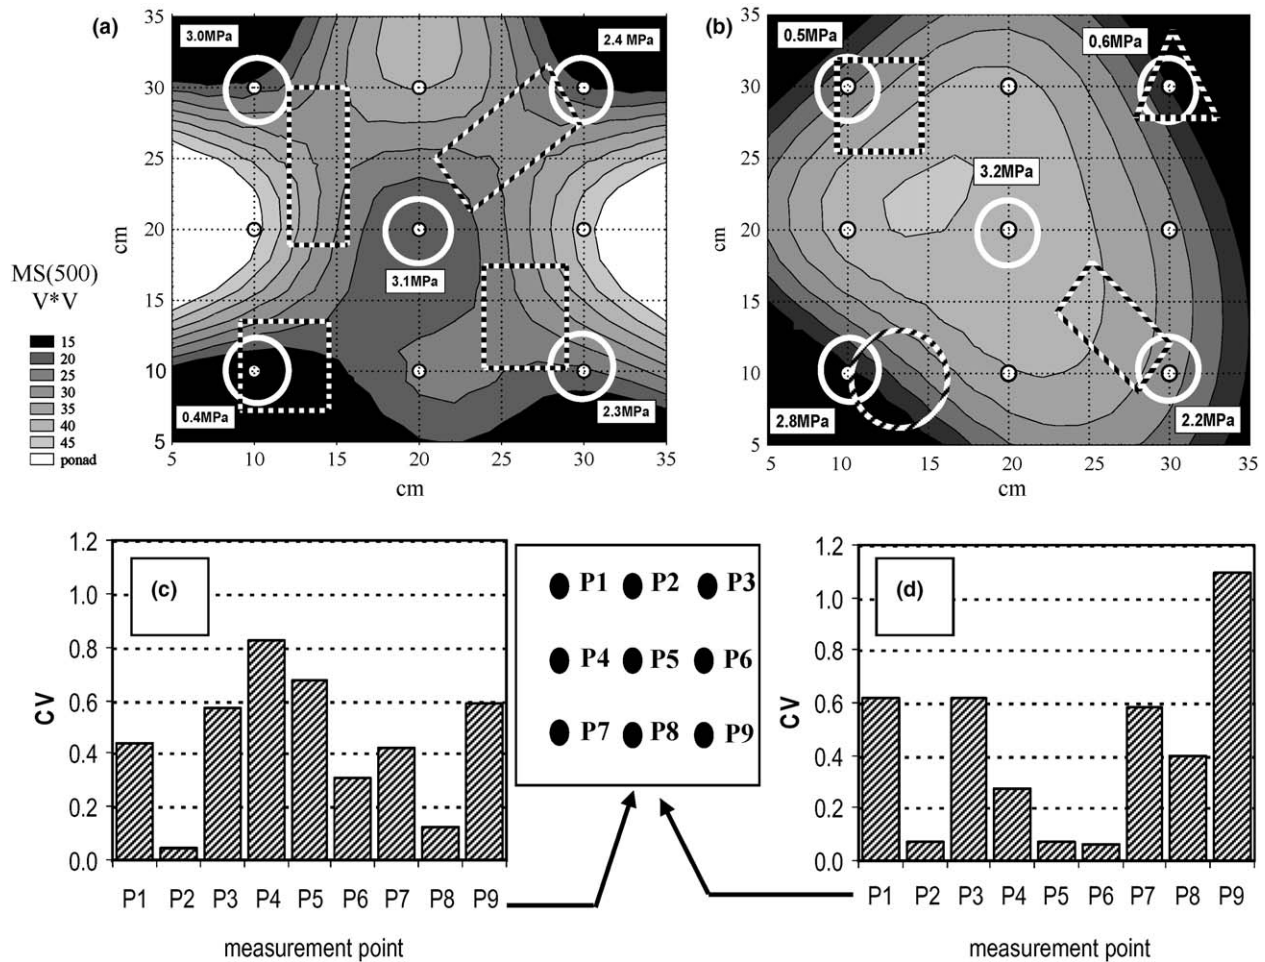 (a)
3.0MPa
2.4 MPa
3.1MPa
0.4MPa
2.3MPa
35
30
25
20
15
10
5
cm
5 10 15 20 25 30 35
cm
MS(500)
V*V
15
20
25
30
35
40
45
ponad
(b)
0.5MPa
0.6MPa
3.2MPa
2.8MPa
2.2MPa
35
30
25
20
15
10
5
cm
5 10 15 20 25 30 35
cm
(c)
1.2
1.0
0.8
0.6
0.4
0.2
0.0
CV
P1 P2 P3 P4 P5 P6 P7 P8 P9
measurement point
P1 P2 P3
P4 P5 P6
P7 P8 P9
(d)
1.2
1.0
0.8
0.6
0.4
0.2
0.0
CV
P1 P2 P3 P4 P5 P6 P7 P8 P9
measurement point